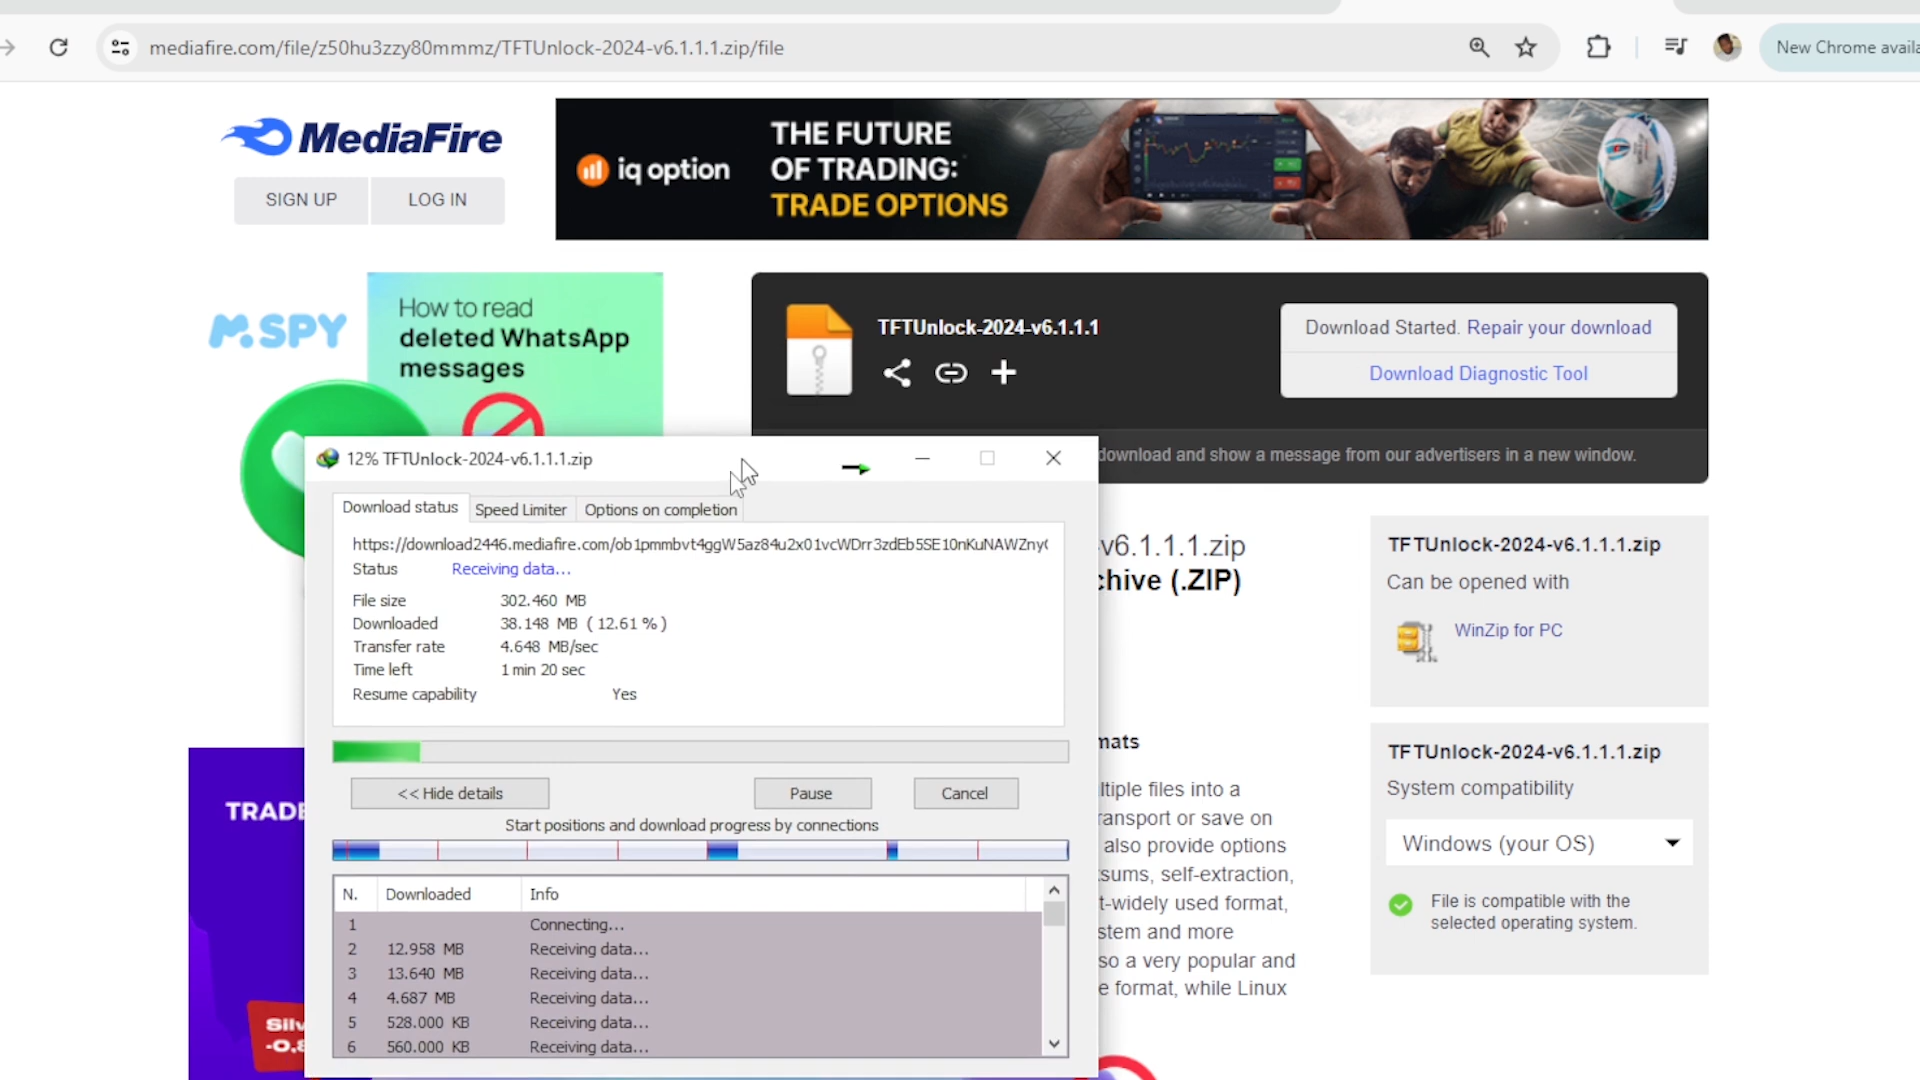 mediafire.com/file/z50hu3zzy80mmmz/TFTUnlock-2024-v6.1.1.1.zip/file
New Chrome availa
MediaFire
SIGN UP
LOG IN
iq option
THE FUTURE
OF TRADING:
TRADE OPTIONS
M.SPY
How to read
deleted WhatsApp
messages
TFTUnlock-2024-v6.1.1.1
Download Started. Repair your download
Download Diagnostic Tool
download and show a message from our advertisers in a new window.
12% TFTUnlock-2024-v6.1.1.1.zip
Download status
Speed Limiter
Options on completion
https://download2446.mediafire.com/ob1pmmbvt4ggW5az84u2x01vcWDrr3zdEb5SE10nKuNAWZny(
Status Receiving data...
File size 302.460 MB
Downloaded 38.148 MB ( 12.61 % )
Transfer rate 4.648 MB/sec
Time left 1 min 20 sec
Resume capability Yes
<< Hide details
Pause
Cancel
Start positions and download progress by connections
N. Downloaded Info
1 Connecting...
2 12.958 MB Receiving data...
3 13.640 MB Receiving data...
4 4.687 MB Receiving data...
5 528.000 KB Receiving data...
6 560.000 KB Receiving data...
-v6.1.1.1.zip
chive (.ZIP)
mats
ltiple files into a
ransport or save on
also provide options
sums, self-extraction,
t-widely used format,
stem and more
so a very popular and
e format, while Linux
TFTUnlock-2024-v6.1.1.1.zip
Can be opened with
WinZip for PC
TFTUnlock-2024-v6.1.1.1.zip
System compatibility
Windows (your OS)
File is compatible with the
selected operating system.
TRADE
Silv
-0,8